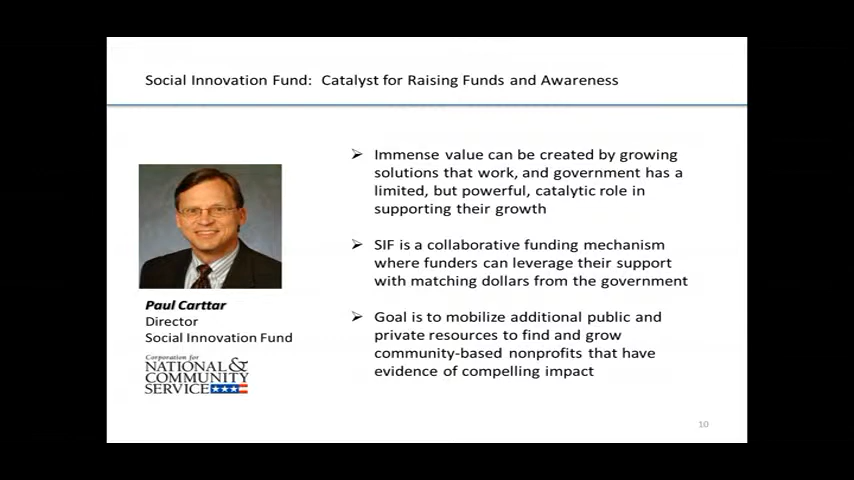 Social Innovation Fund:  Catalyst for Raising Funds and Awareness
Immense value can be created by growing
solutions that work, and government has a
limited, but powerful, catalytic role in
supporting their growth
SIF is a collaborative funding mechanism
where funders can leverage their support
with matching dollars from the government
Goal is to mobilize additional public and
private resources to find and grow
community-based nonprofits that have
evidence of compelling impact
Paul Carttar
Director
Social Innovation Fund
Corporation for
NATIONAL &
COMMUNITY
SERVICE
10